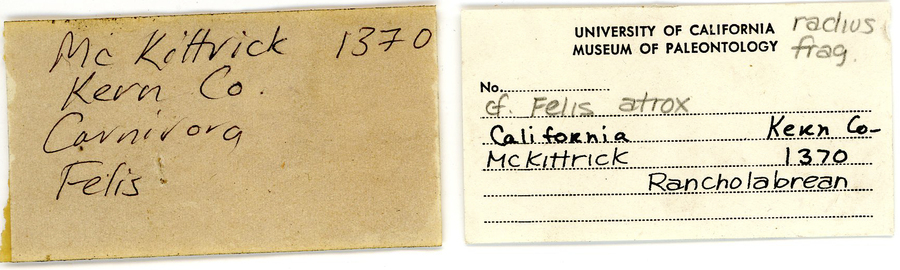 Mc Kittrick 1370
Kern Co.
Carnivora
Felis
UNIVERSITY OF CALIFORNIA
MUSEUM OF PALEONTOLOGY
radius
frag.
No.
cf. Felis atrox
California Kern Co-
McKittrick 1370
Rancholabrean